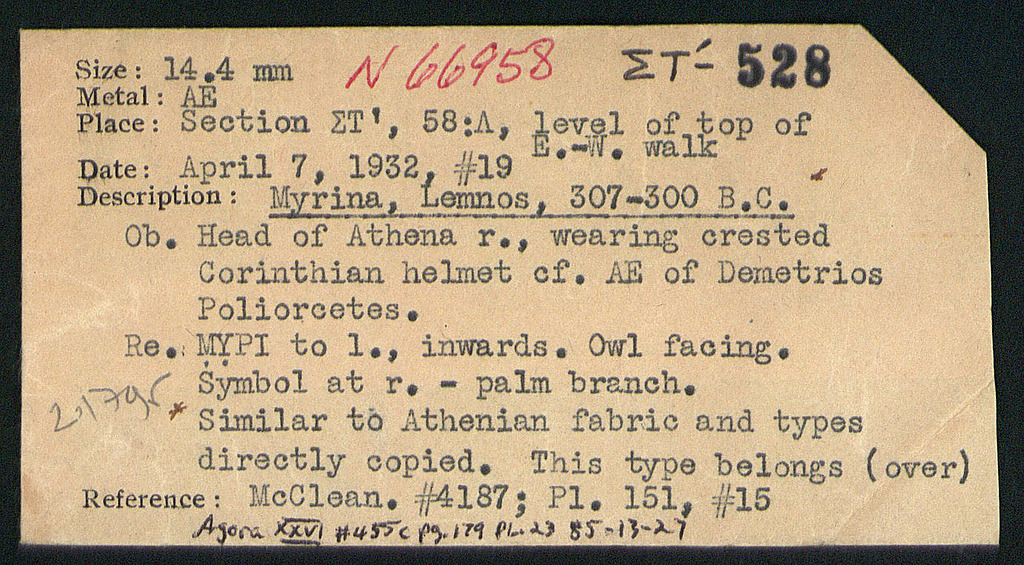 Size: 14.4 mm N 66958 ΣΤ'- 528
Metal: AE
Place: Section ΣΤ', 58:Λ, level of top of
E.-W. walk
Date: April 7, 1932, #19
Description: Myrina, Lemnos, 307-300 B.C.
Ob. Head of Athena r., wearing crested
Corinthian helmet cf. AE of Demetrios
Poliorcetes.
Re. MYPI to l., inwards. Owl facing.
Symbol at r. - palm branch.
2.179r
Similar to Athenian fabric and types
directly copied. This type belongs (over)
Reference: McClean. #4187; Pl. 151, #15
Agora XXVI #455c pg. 179 Pl. 23 85-13-27